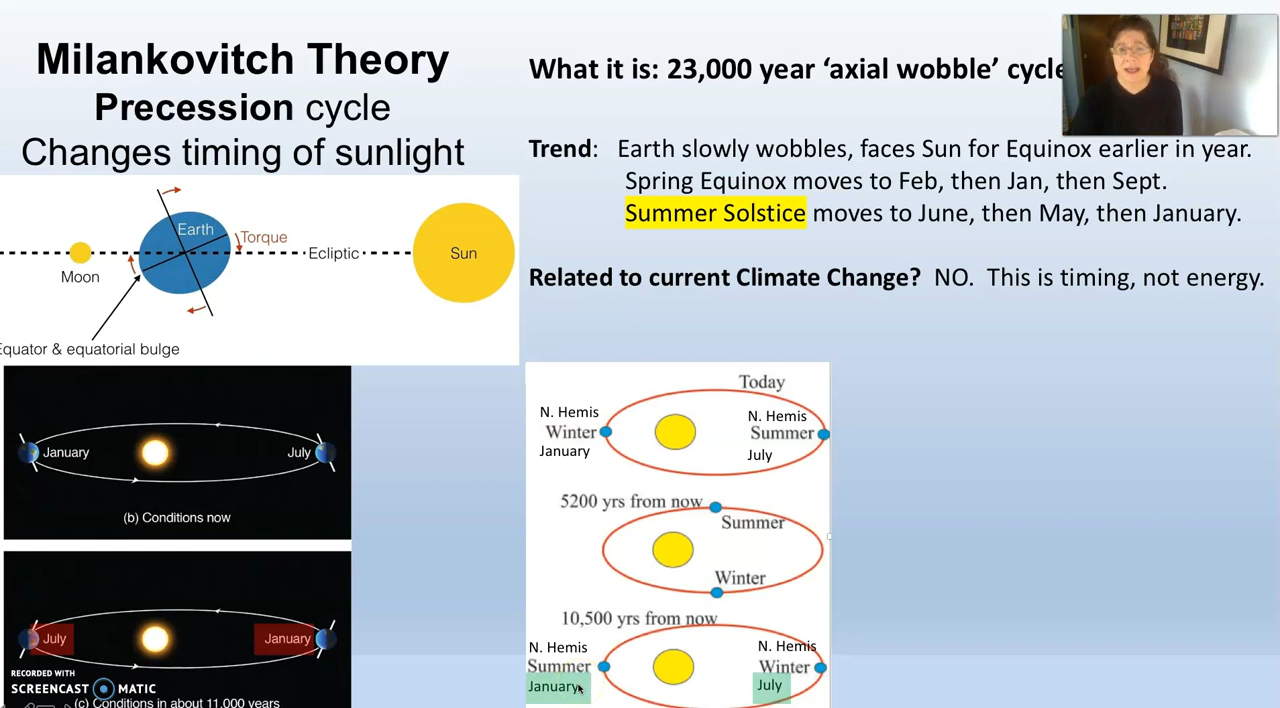 Milankovitch Theory
Precession cycle
Changes timing of sunlight
Earth
Torque
Ecliptic
Sun
Moon
Equator & equatorial bulge
January
July
(b) Conditions now
July
January
RECORDED WITH
SCREENCAST MATIC
(c) Conditions in about 11,000 years
What it is: 23,000 year ‘axial wobble’ cycle
Trend: Earth slowly wobbles, faces Sun for Equinox earlier in year.
Spring Equinox moves to Feb, then Jan, then Sept.
Summer Solstice moves to June, then May, then January.
Related to current Climate Change? NO. This is timing, not energy.
Today
N. Hemis
Winter
January
N. Hemis
Summer
July
5200 yrs from now
Summer
Winter
10,500 yrs from now
N. Hemis
Summer
January
N. Hemis
Winter
July